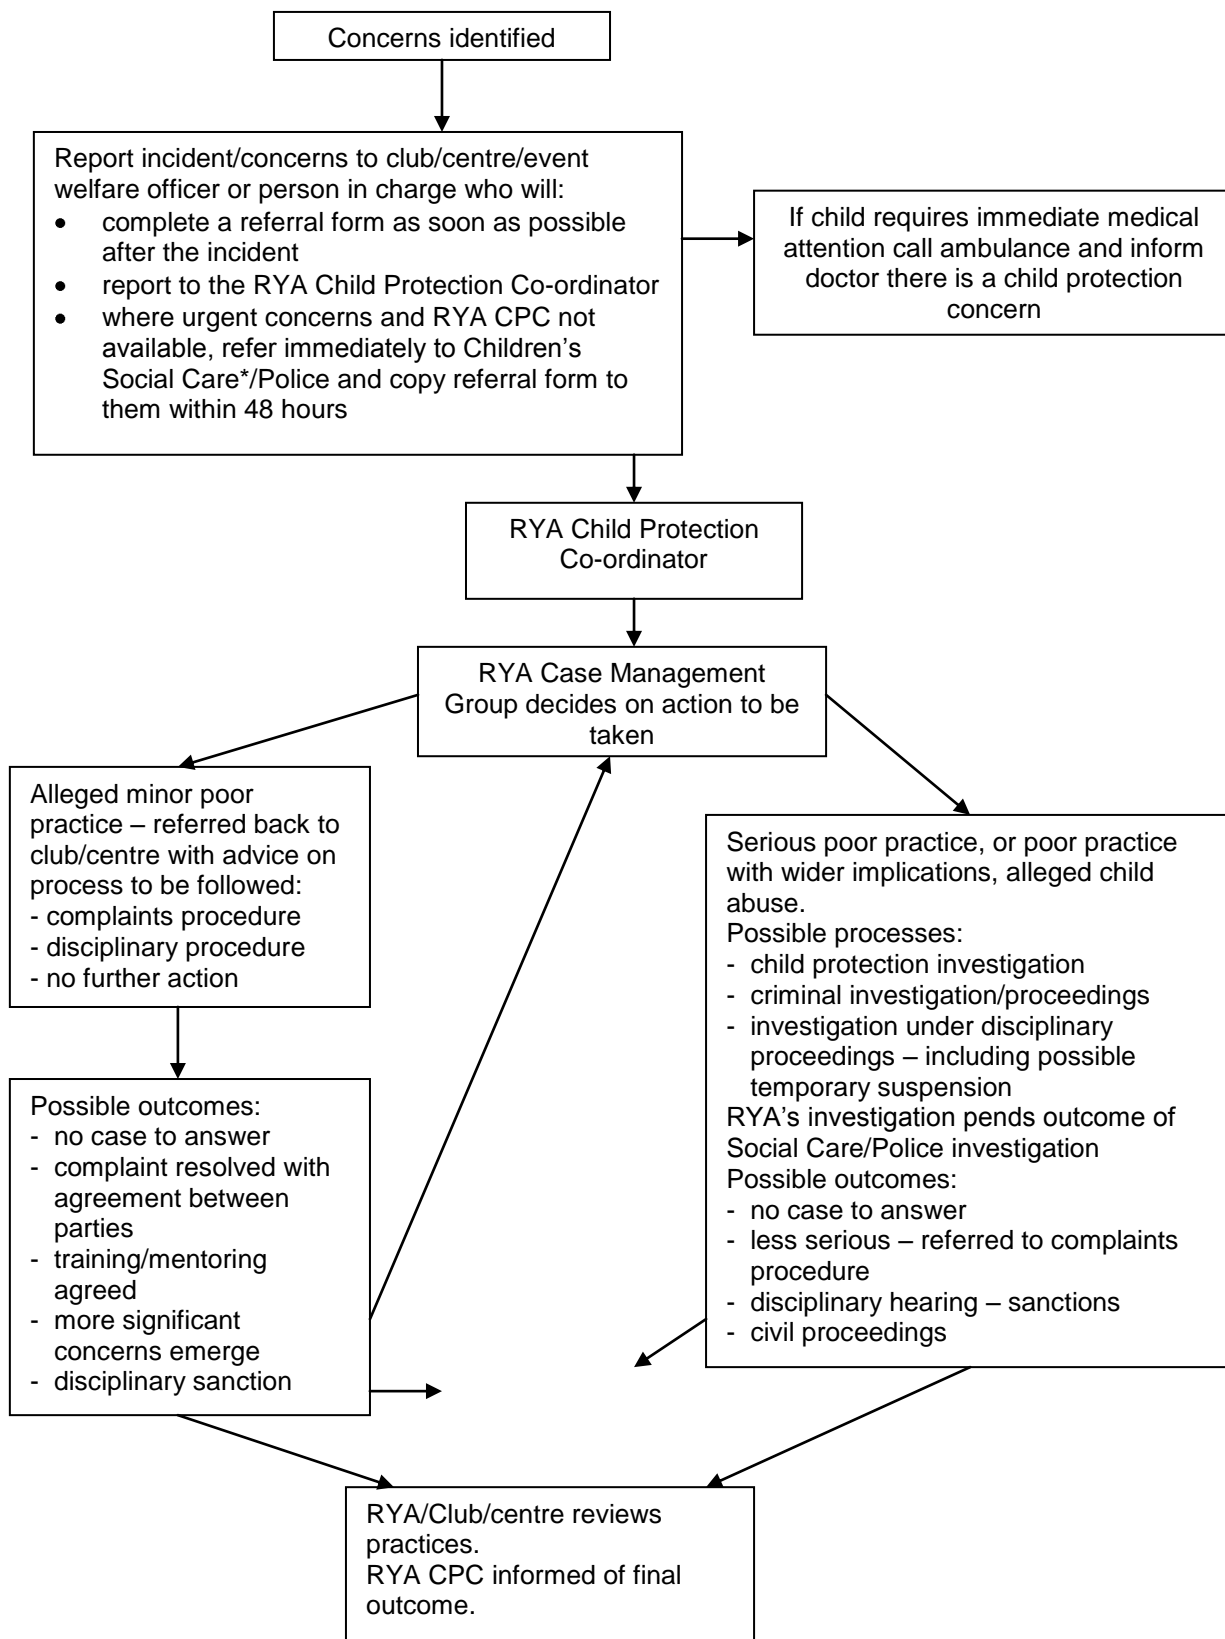 Concerns identified
Report incident/concerns to club/centre/event
welfare officer or person in charge who will:
• complete a referral form as soon as possible
after the incident
• report to the RYA Child Protection Co-ordinator
• where urgent concerns and RYA CPC not
available, refer immediately to Children’s
Social Care*/Police and copy referral form to
them within 48 hours
If child requires immediate medical
attention call ambulance and inform
doctor there is a child protection
concern
RYA Child Protection
Co-ordinator
RYA Case Management
Group decides on action to be
taken
Alleged minor poor
practice – referred back to
club/centre with advice on
process to be followed:
- complaints procedure
- disciplinary procedure
- no further action
Serious poor practice, or poor practice
with wider implications, alleged child
abuse.
Possible processes:
- child protection investigation
- criminal investigation/proceedings
- investigation under disciplinary
proceedings – including possible
temporary suspension
RYA’s investigation pends outcome of
Social Care/Police investigation
Possible outcomes:
- no case to answer
- less serious – referred to complaints
procedure
- disciplinary hearing – sanctions
- civil proceedings
Possible outcomes:
- no case to answer
- complaint resolved with
agreement between
parties
- training/mentoring
agreed
- more significant
concerns emerge
- disciplinary sanction
RYA/Club/centre reviews
practices.
RYA CPC informed of final
outcome.